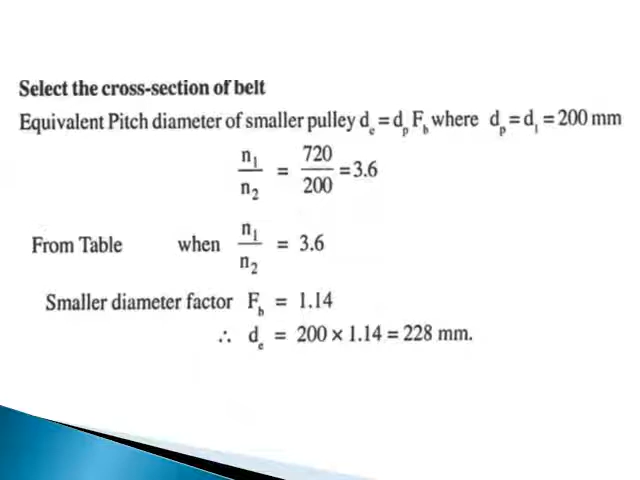 Select the cross-section of belt
Equivalent Pitch diameter of smaller pulley dₑ = dₚ F_b where dₚ = d₁ = 200 mm
n₁/n₂ = 720/200 = 3.6
From Table when n₁/n₂ = 3.6
Smaller diameter factor F_b = 1.14
∴ dₑ = 200 × 1.14 = 228 mm.